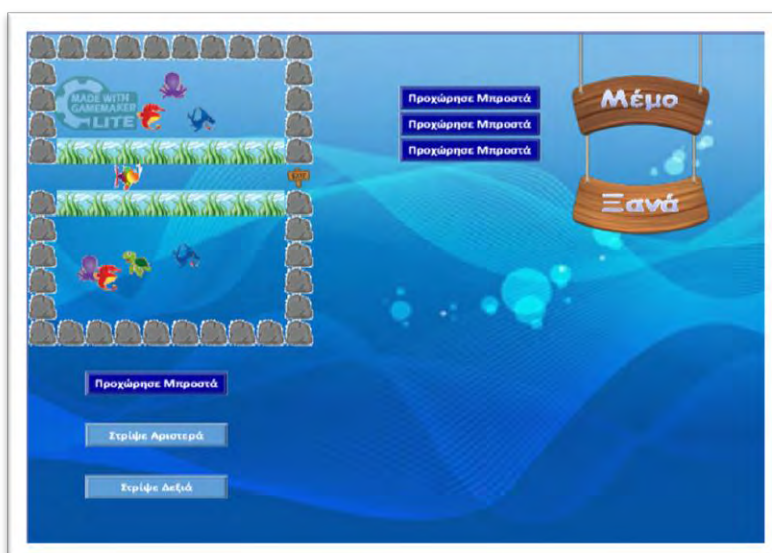 MADE WITH
GAMEMAKER
LITE
Προχώρησε Μπροστά
Προχώρησε Μπροστά
Προχώρησε Μπροστά
Μέμο
Ξανά
Προχώρησε Μπροστά
Στρίψε Αριστερά
Στρίψε Δεξιά